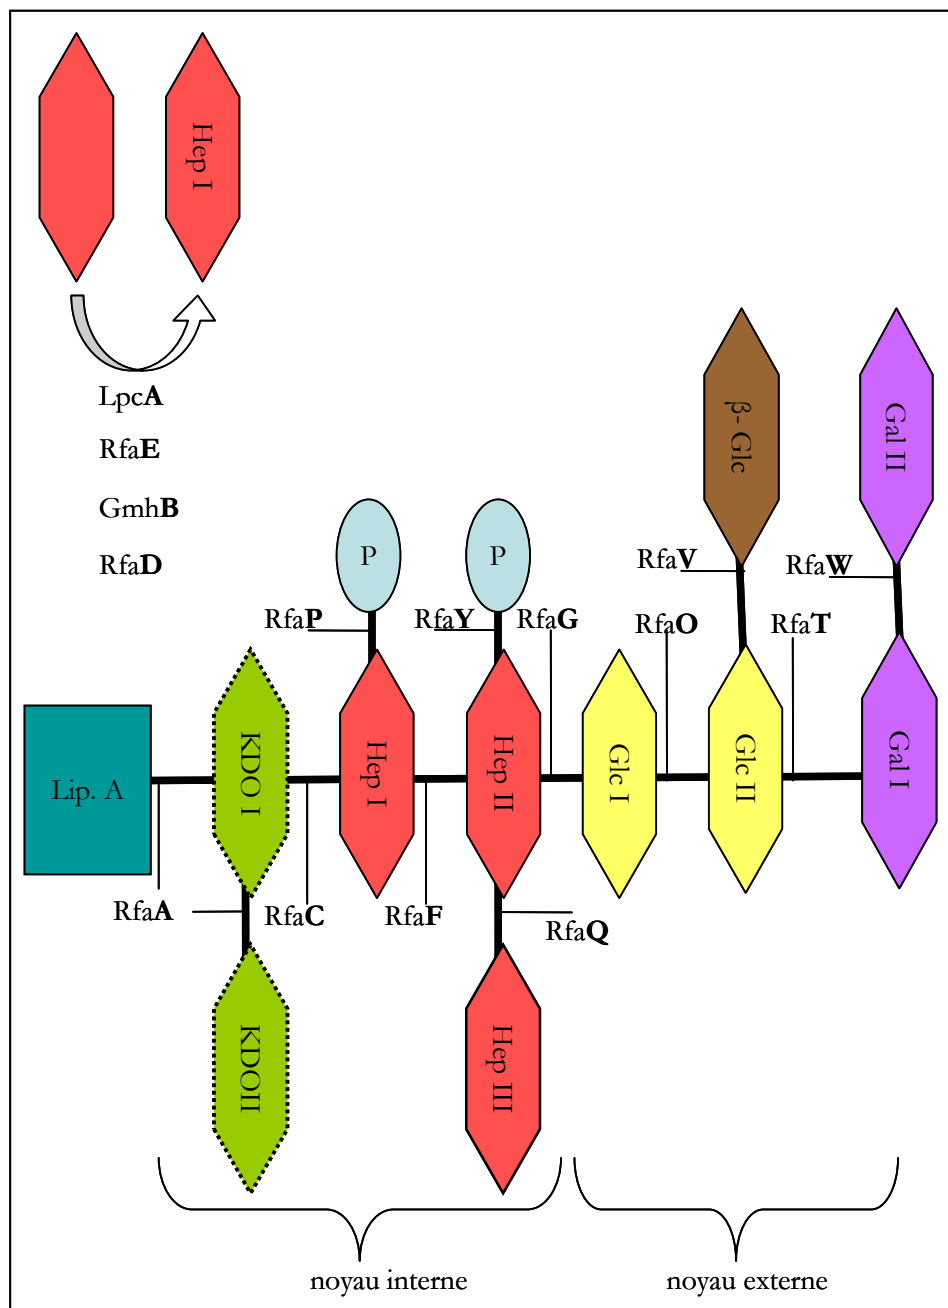 Hep I
LpcA
RfaE
GmhB
RfaD
β- Glc
Gal II
P
P
RfaV
RfaW
RfaP
RfaY
RfaG
RfaO
RfaT
Lip. A
KDO I
Hep I
Hep II
Glc I
Glc II
Gal I
RfaA
RfaC
RfaF
RfaQ
KDOII
Hep III
noyau interne
noyau externe